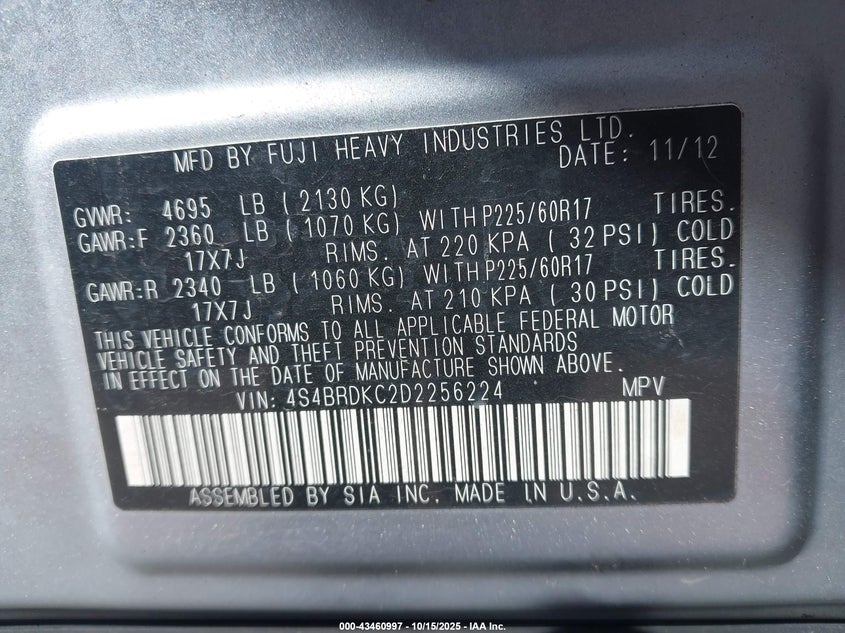 MFD BY FUJI HEAVY INDUSTRIES LTD.
DATE: 11/12
GVWR: 4695 LB ( 2130 KG)
GAWR:F 2360 LB ( 1070 KG) WITH P225/60R17 TIRES.
17X7J RIMS. AT 220 KPA ( 32 PSI) COLD
GAWR:R 2340 LB ( 1060 KG) WITH P225/60R17 TIRES.
17X7J RIMS. AT 210 KPA ( 30 PSI) COLD
THIS VEHICLE CONFORMS TO ALL APPLICABLE FEDERAL MOTOR
VEHICLE SAFETY AND THEFT PREVENTION STANDARDS
IN EFFECT ON THE DATE OF MANUFACTURE SHOWN ABOVE.
VIN: 4S4BRDKC2D2256224 MPV
ASSEMBLED BY SIA INC. MADE IN U.S.A.
000-43460997 - 10/15/2025 - IAA Inc.